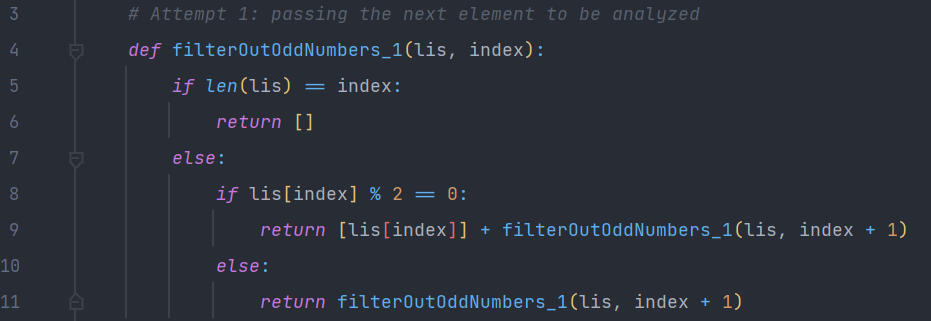 3 # Attempt 1: passing the next element to be analyzed
4 def filterOutOddNumbers_1(lis, index):
5 if len(lis) == index:
6 return []
7 else:
8 if lis[index] % 2 == 0:
9 return [lis[index]] + filterOutOddNumbers_1(lis, index + 1)
10 else:
11 return filterOutOddNumbers_1(lis, index + 1)